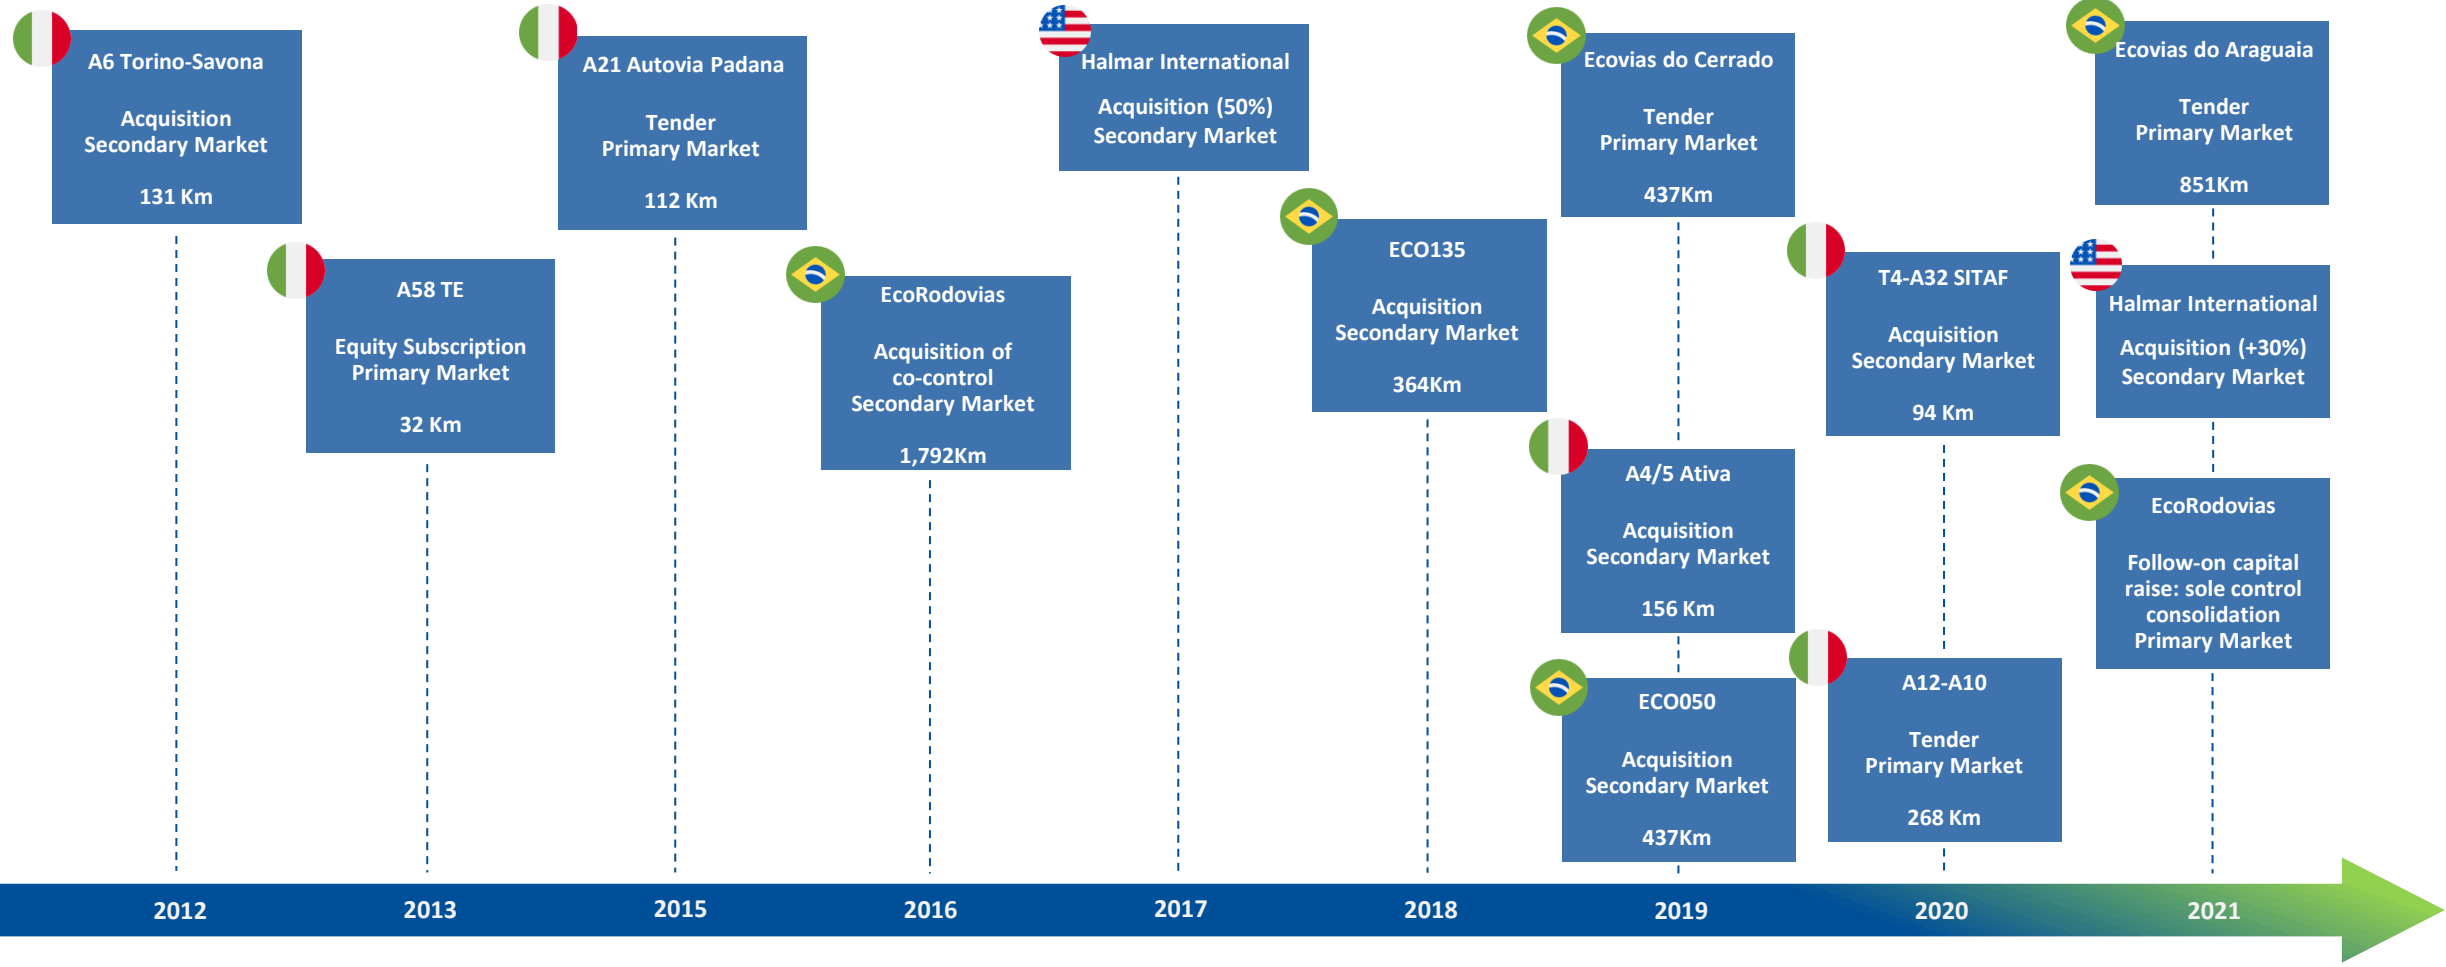 A6 Torino-Savona
Acquisition
Secondary Market
131 Km
A58 TE
Equity Subscription
Primary Market
32 Km
A21 Autovia Padana
Tender
Primary Market
112 Km
EcoRodovias
Acquisition of
co-control
Secondary Market
1,792Km
Halmar International
Acquisition (50%)
Secondary Market
ECO135
Acquisition
Secondary Market
364Km
Ecovias do Cerrado
Tender
Primary Market
437Km
A4/5 Ativa
Acquisition
Secondary Market
156 Km
ECO050
Acquisition
Secondary Market
437Km
T4-A32 SITAF
Acquisition
Secondary Market
94 Km
A12-A10
Tender
Primary Market
268 Km
Ecovias do Araguaia
Tender
Primary Market
851Km
Halmar International
Acquisition (+30%)
Secondary Market
EcoRodovias
Follow-on capital
raise: sole control
consolidation
Primary Market
2012
2013
2015
2016
2017
2018
2019
2020
2021